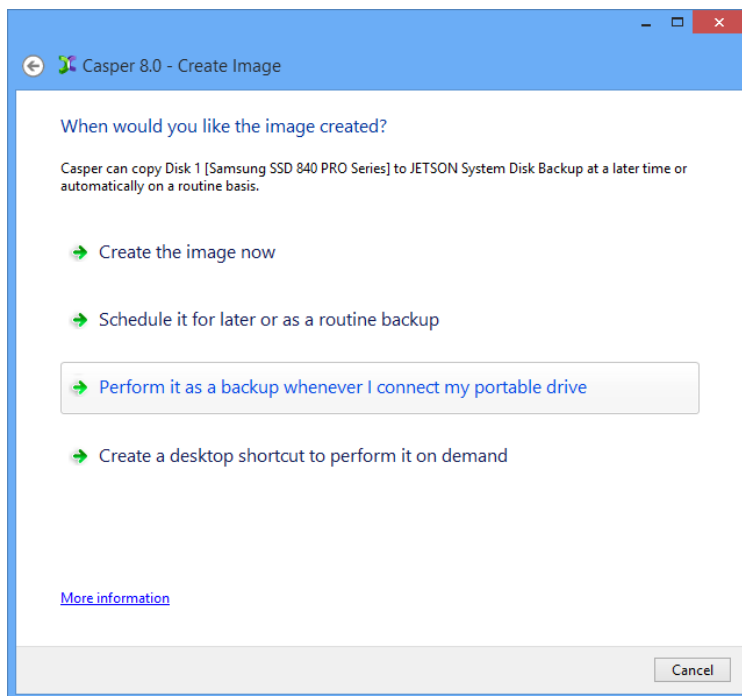 Casper 8.0 - Create Image
When would you like the image created?
Casper can copy Disk 1 [Samsung SSD 840 PRO Series] to JETSON System Disk Backup at a later time or
automatically on a routine basis.
Create the image now
Schedule it for later or as a routine backup
Perform it as a backup whenever I connect my portable drive
Create a desktop shortcut to perform it on demand
More information
Cancel